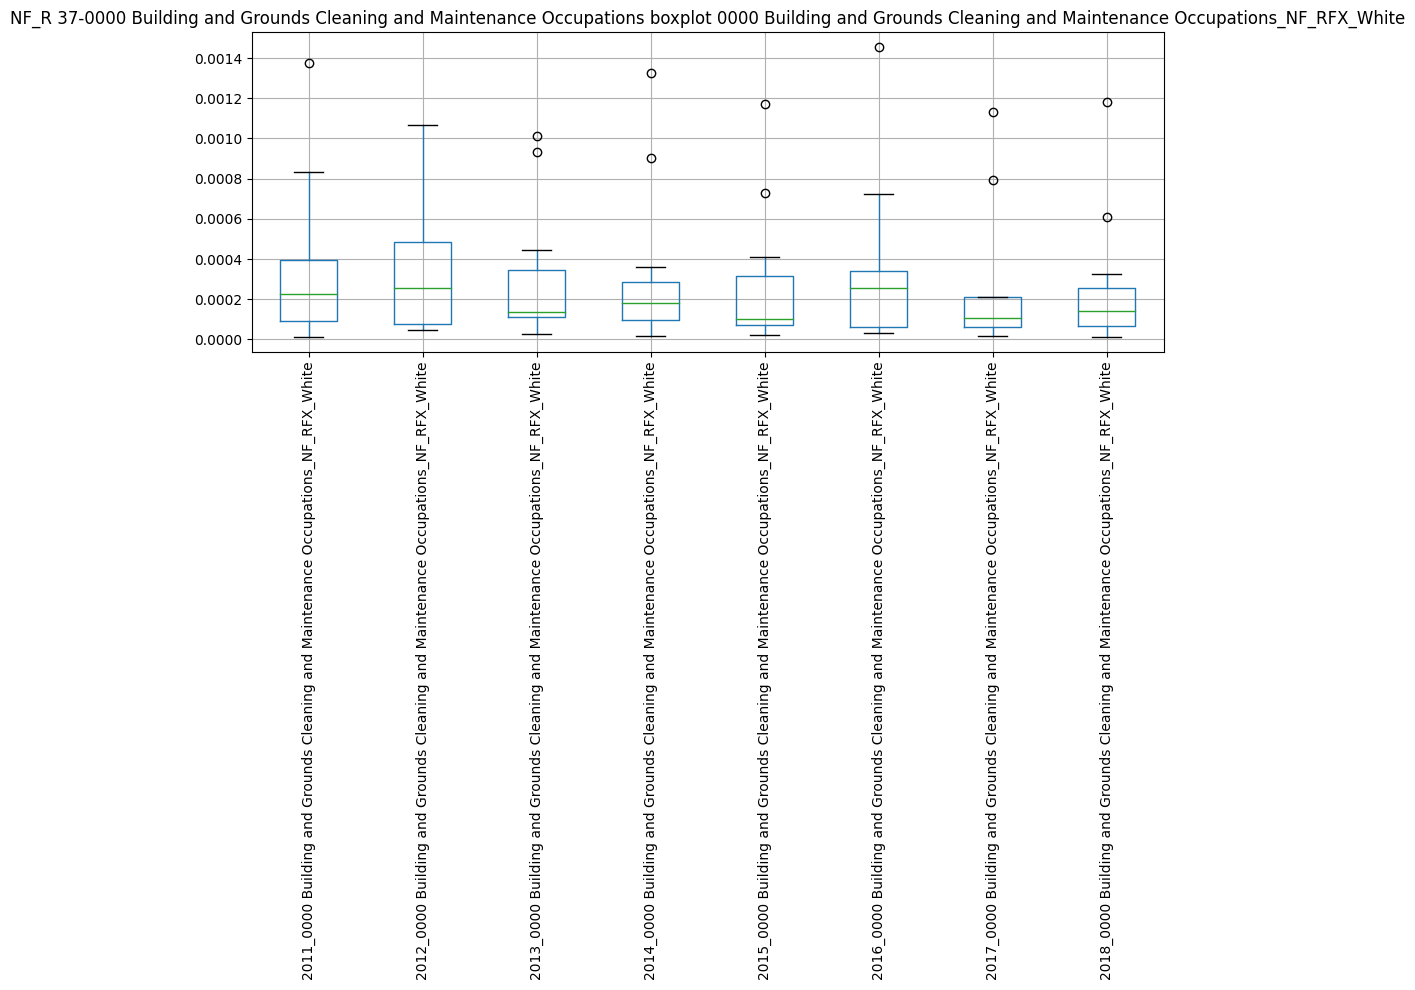 NF_R 37-0000 Building and Grounds Cleaning and Maintenance Occupations boxplot 0000 Building and Grounds Cleaning and Maintenance Occupations_NF_RFX_White
0.0014
0.0012
0.0010
0.0008
0.0006
0.0004
0.0002
0.0000
2011_0000 Building and Grounds Cleaning and Maintenance Occupations_NF_RFX_White
2012_0000 Building and Grounds Cleaning and Maintenance Occupations_NF_RFX_White
2013_0000 Building and Grounds Cleaning and Maintenance Occupations_NF_RFX_White
2014_0000 Building and Grounds Cleaning and Maintenance Occupations_NF_RFX_White
2015_0000 Building and Grounds Cleaning and Maintenance Occupations_NF_RFX_White
2016_0000 Building and Grounds Cleaning and Maintenance Occupations_NF_RFX_White
2017_0000 Building and Grounds Cleaning and Maintenance Occupations_NF_RFX_White
2018_0000 Building and Grounds Cleaning and Maintenance Occupations_NF_RFX_White